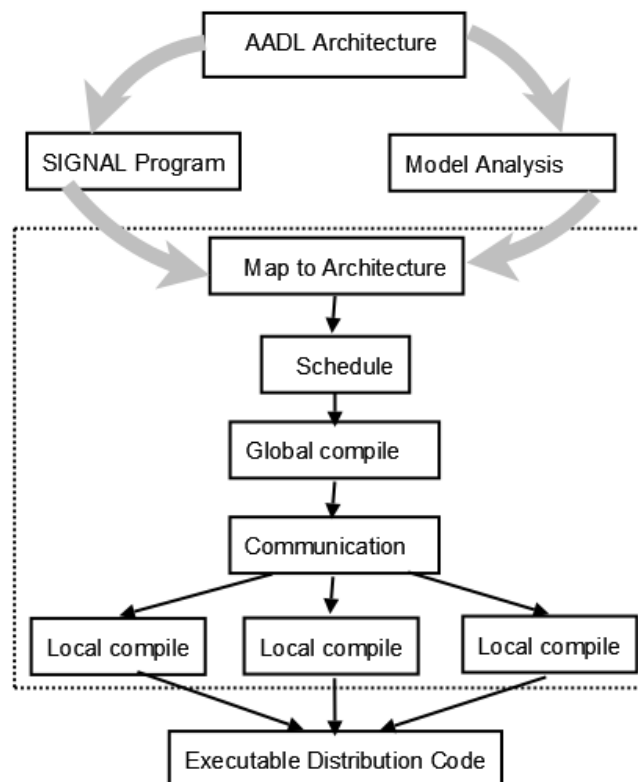 AADL Architecture
SIGNAL Program
Model Analysis
Map to Architecture
Schedule
Global compile
Communication
Local compile
Local compile
Local compile
Executable Distribution Code